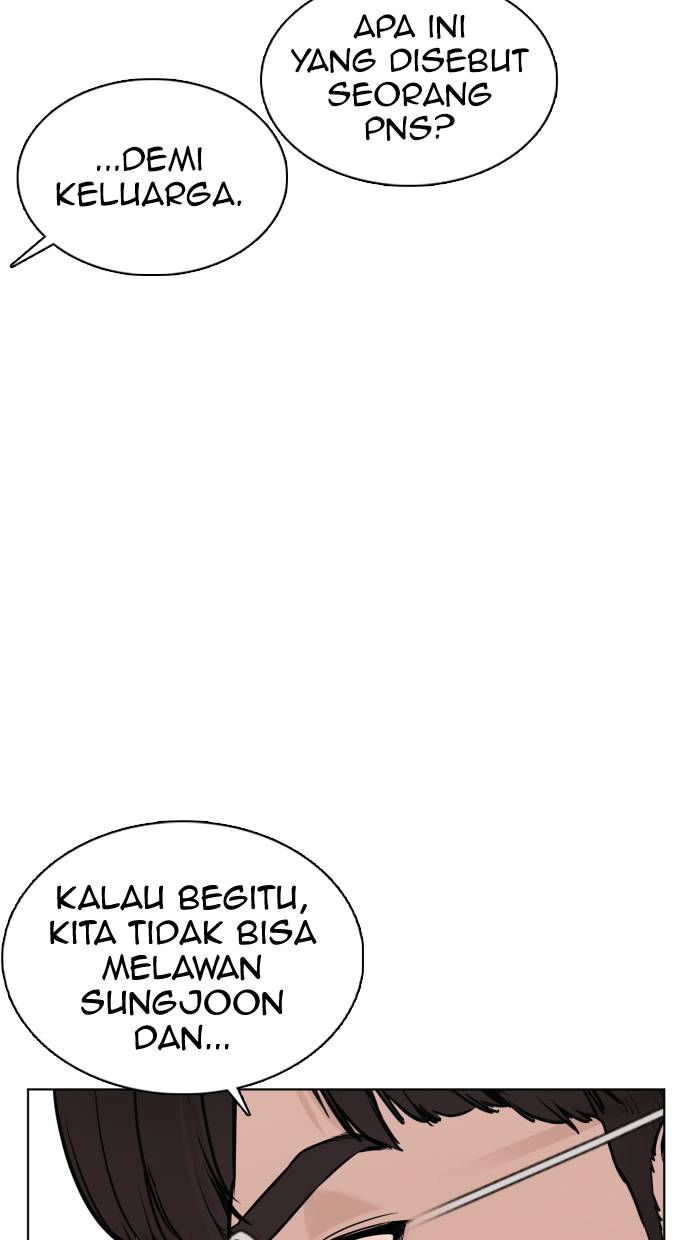 APA INI
YANG DISEBUT
SEORANG
PNS?
...DEMI
KELUARGA.
KALAU BEGITU,
KITA TIDAK BISA
MELAWAN
SUNGJOON
DAN...